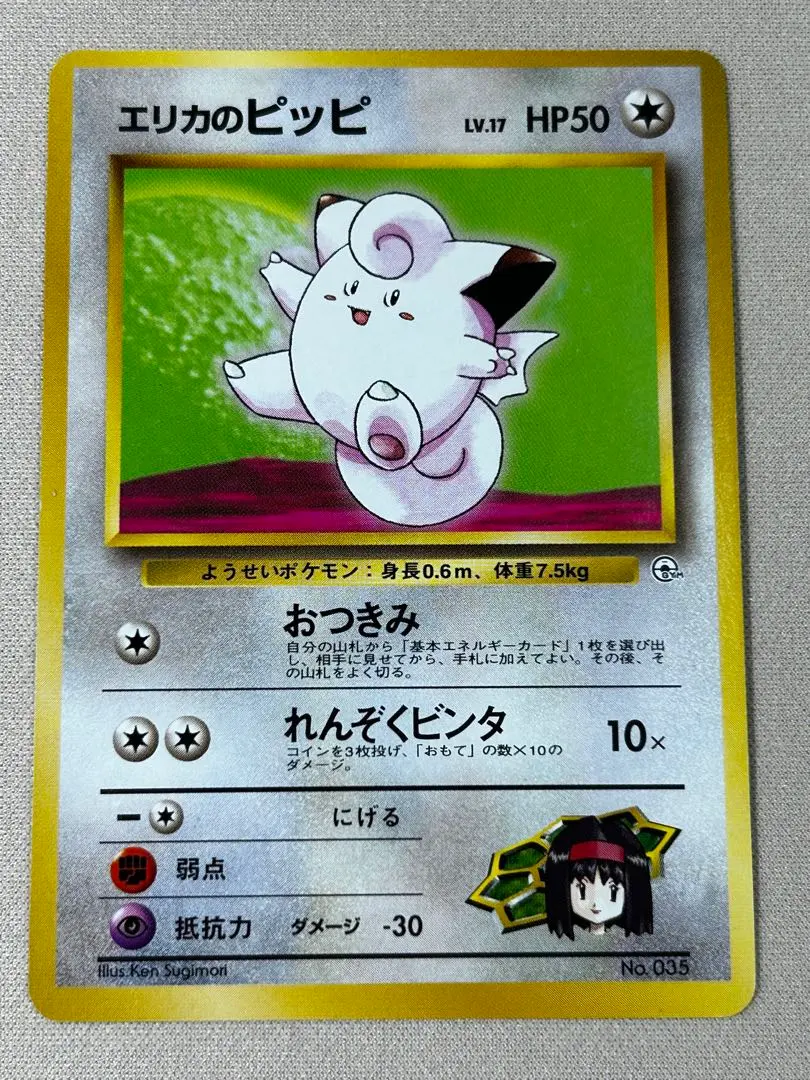 エリカのピッピ LV.17 HP50
ようせいポケモン：身長0.6m、体重7.5kg
GYM
おつきみ
自分の山札から「基本エネルギーカード」1枚を選び出
し、相手に見せてから、手札に加えてよい。その後、そ
の山札をよく切る。
れんぞくビンタ 10×
コインを3枚投げ、「おもて」の数×10の
ダメージ。
にげる
弱点
抵抗力 ダメージ -30
Illus. Ken Sugimori No. 035